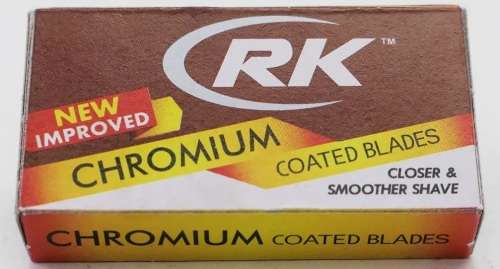 RK™
NEW
IMPROVED
CHROMIUM COATED BLADES
CLOSER &
SMOOTHER SHAVE
CHROMIUM COATED BLADES